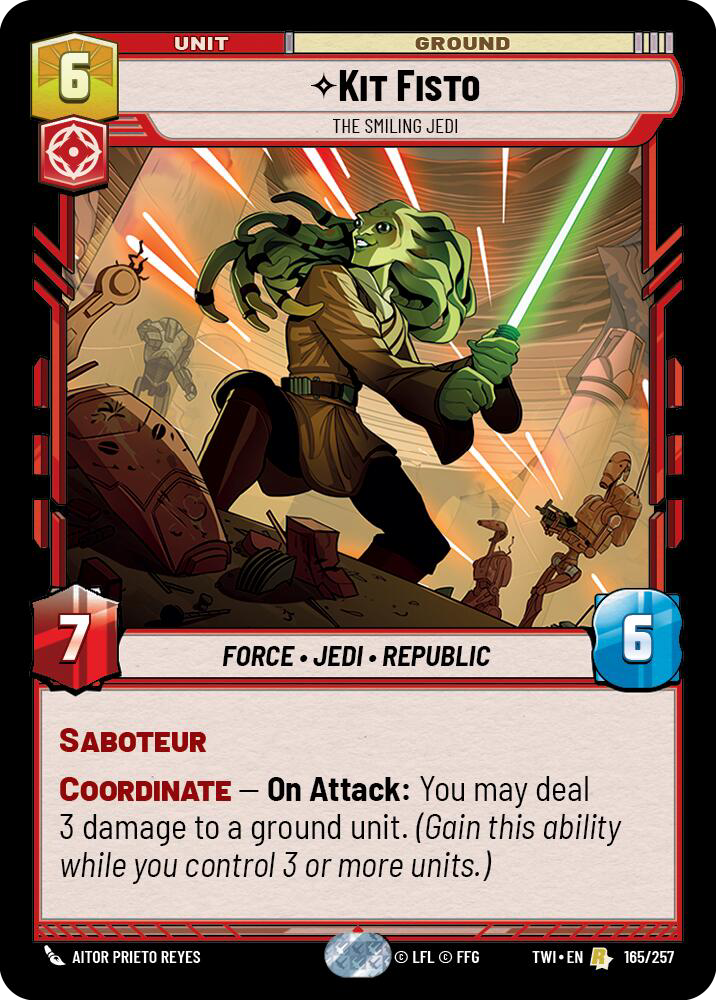 UNIT GROUND
6
✧KIT FISTO
THE SMILING JEDI
7
FORCE • JEDI • REPUBLIC
6
SABOTEUR
COORDINATE – On Attack: You may deal
3 damage to a ground unit. (Gain this ability
while you control 3 or more units.)
AITOR PRIETO REYES © LFL © FFG TWI • EN R 165/257